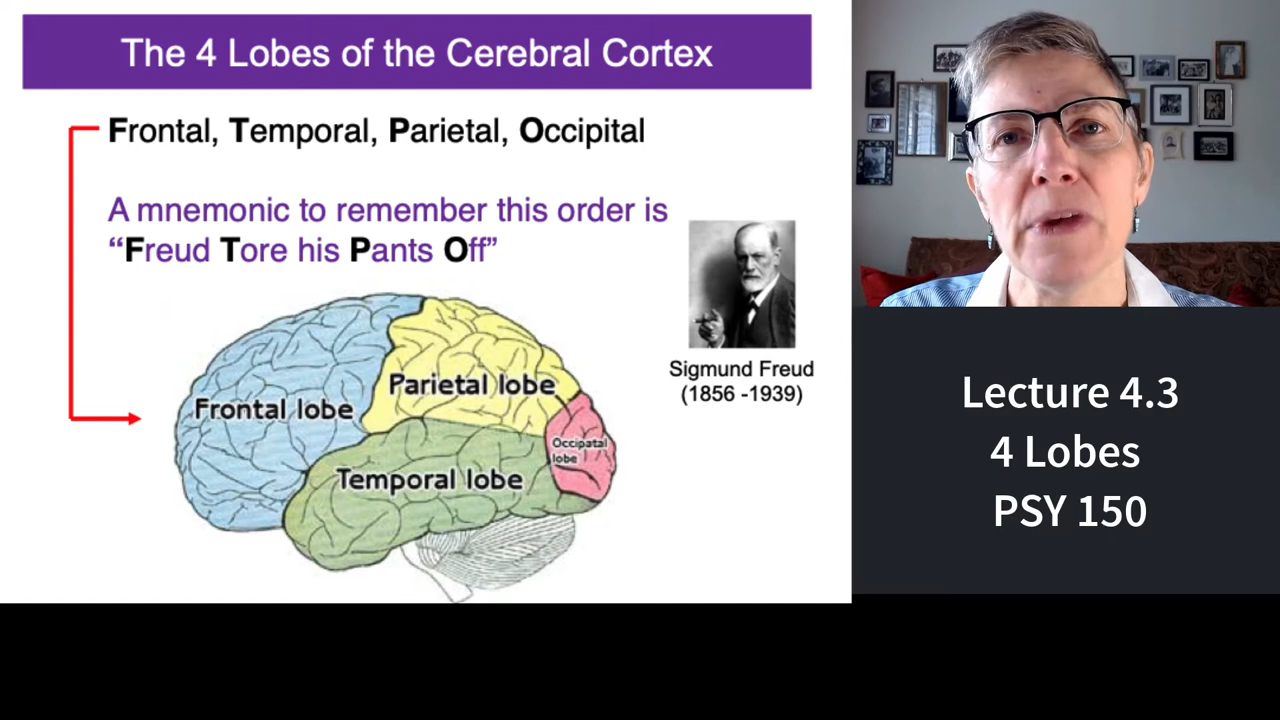 The 4 Lobes of the Cerebral Cortex
Frontal, Temporal, Parietal, Occipital
A mnemonic to remember this order is
“Freud Tore his Pants Off”
Sigmund Freud
(1856 -1939)
Parietal lobe
Frontal lobe
Occipatal
lobe
Temporal lobe
Lecture 4.3
4 Lobes
PSY 150